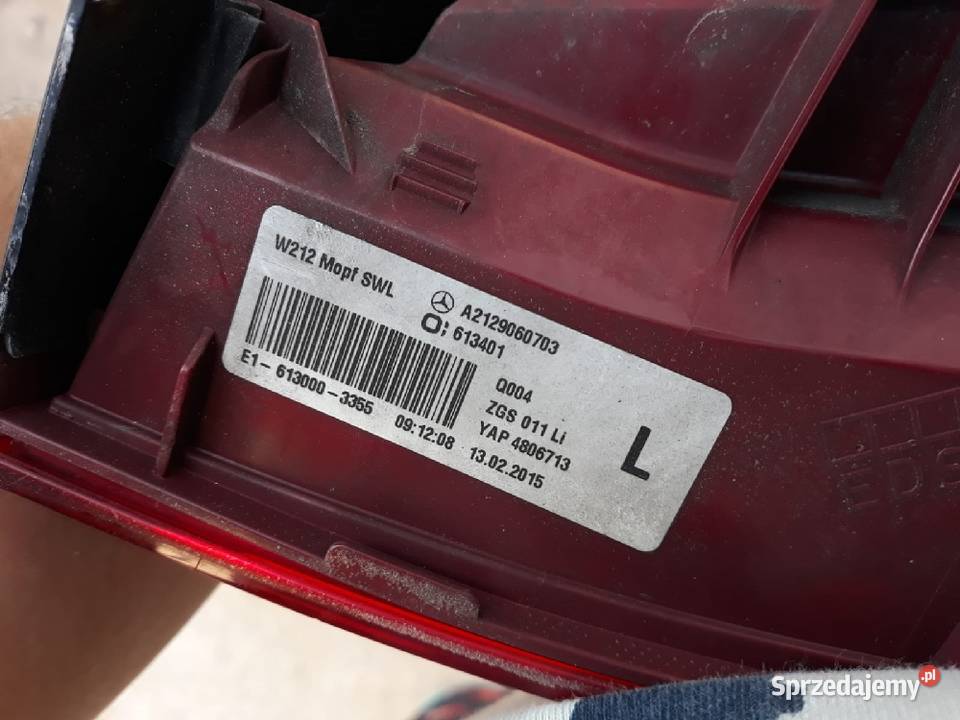 W212 Mopf SWL
A2129060703
O; 613401
E1- 613000-3355
09:12:08 13.02.2015
Q004
ZGS 011 Li
YAP 4806713
L
Sprzedajemy.pl